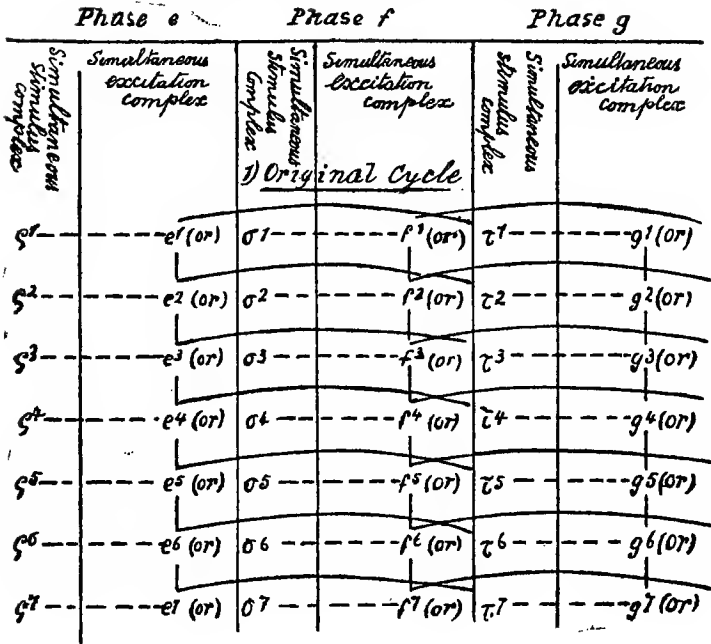 Phase e Phase f Phase g
Simultaneous stimulus complex Simultaneous excitation complex Simultaneous stimulus complex Simultaneous excitation complex Simultaneous stimulus complex Simultaneous excitation complex
1) Original Cycle
ς1 e1 (or) σ1 f1 (or) τ1 g1 (or)
ς2 e2 (or) σ2 f2 (or) τ2 g2 (or)
ς3 e3 (or) σ3 f3 (or) τ3 g3 (or)
ς4 e4 (or) σ4 f4 (or) τ4 g4 (or)
ς5 e5 (or) σ5 f5 (or) τ5 g5 (or)
ς6 e6 (or) σ6 f6 (or) τ6 g6 (or)
ς7 e7 (or) σ7 f7 (or) τ7 g7 (or)